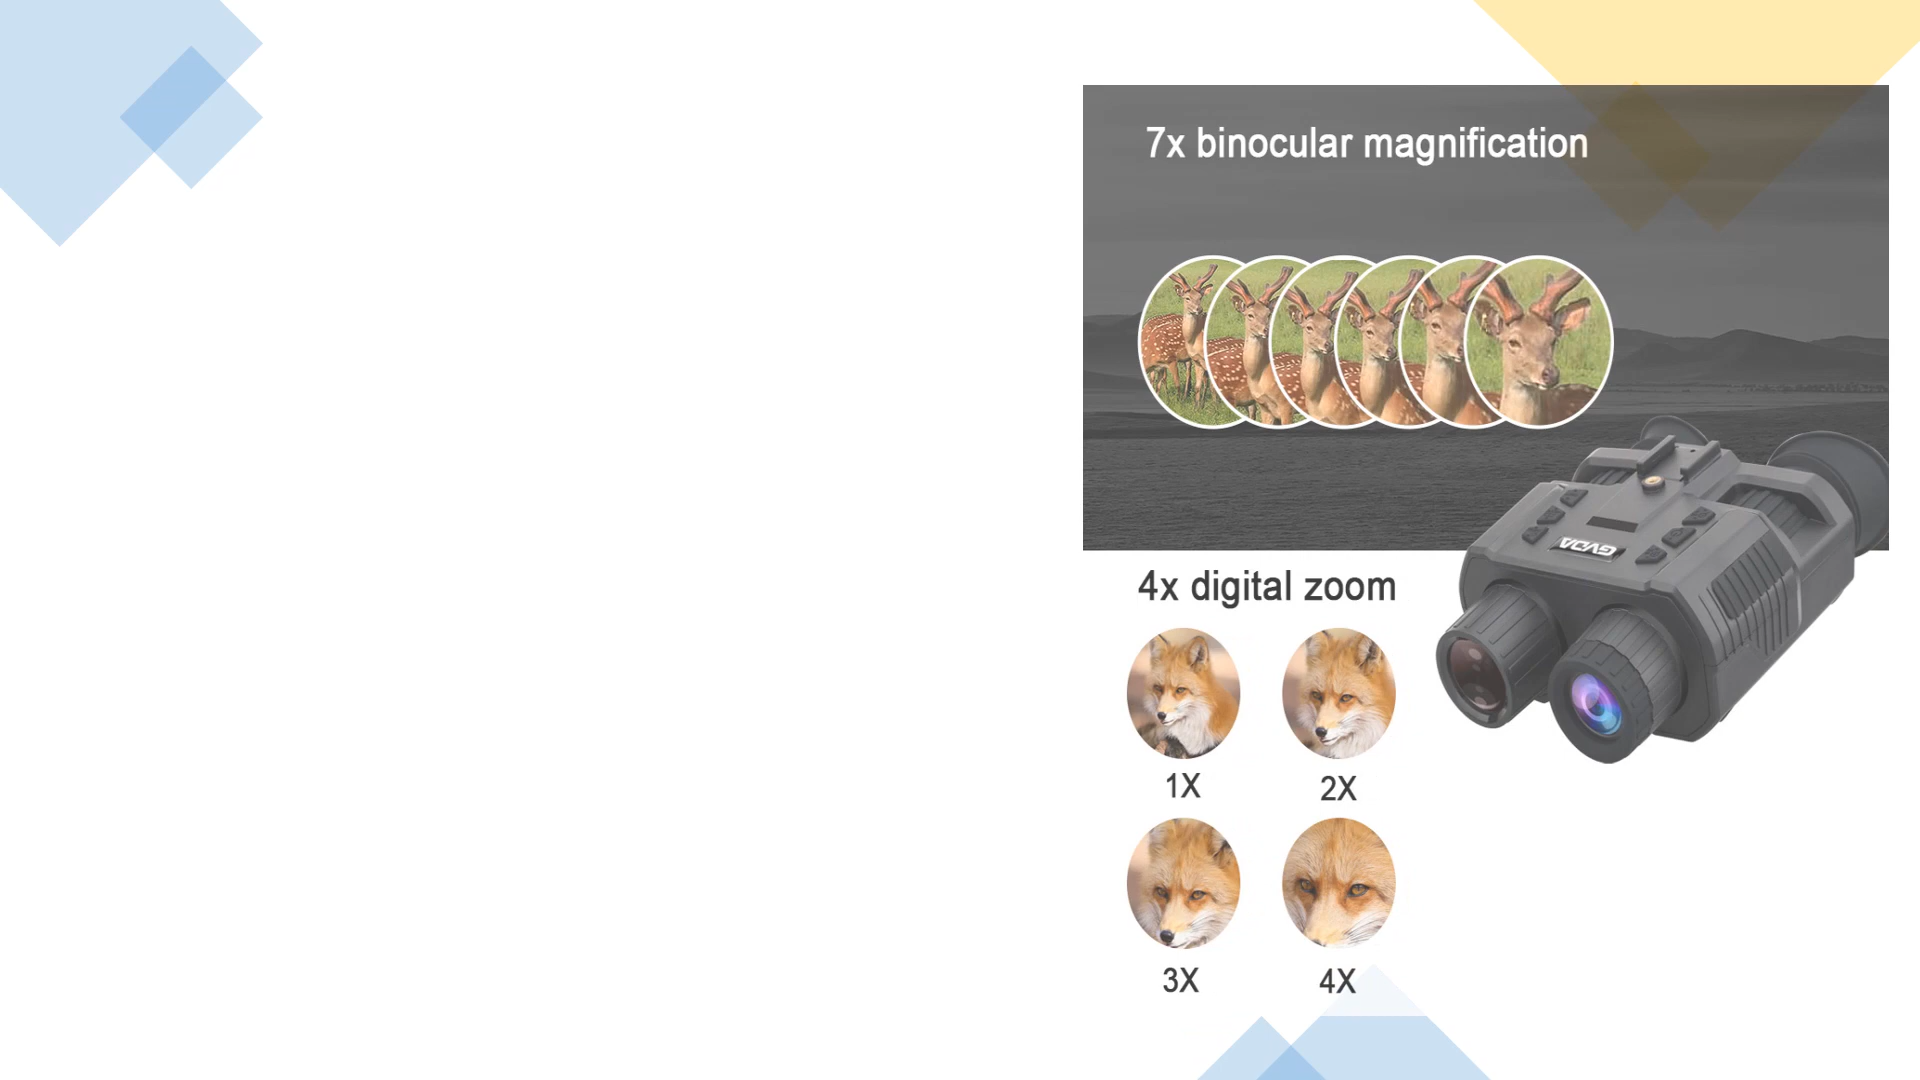 7x binocular magnification
GVDA
4x digital zoom
1X
2X
3X
4X